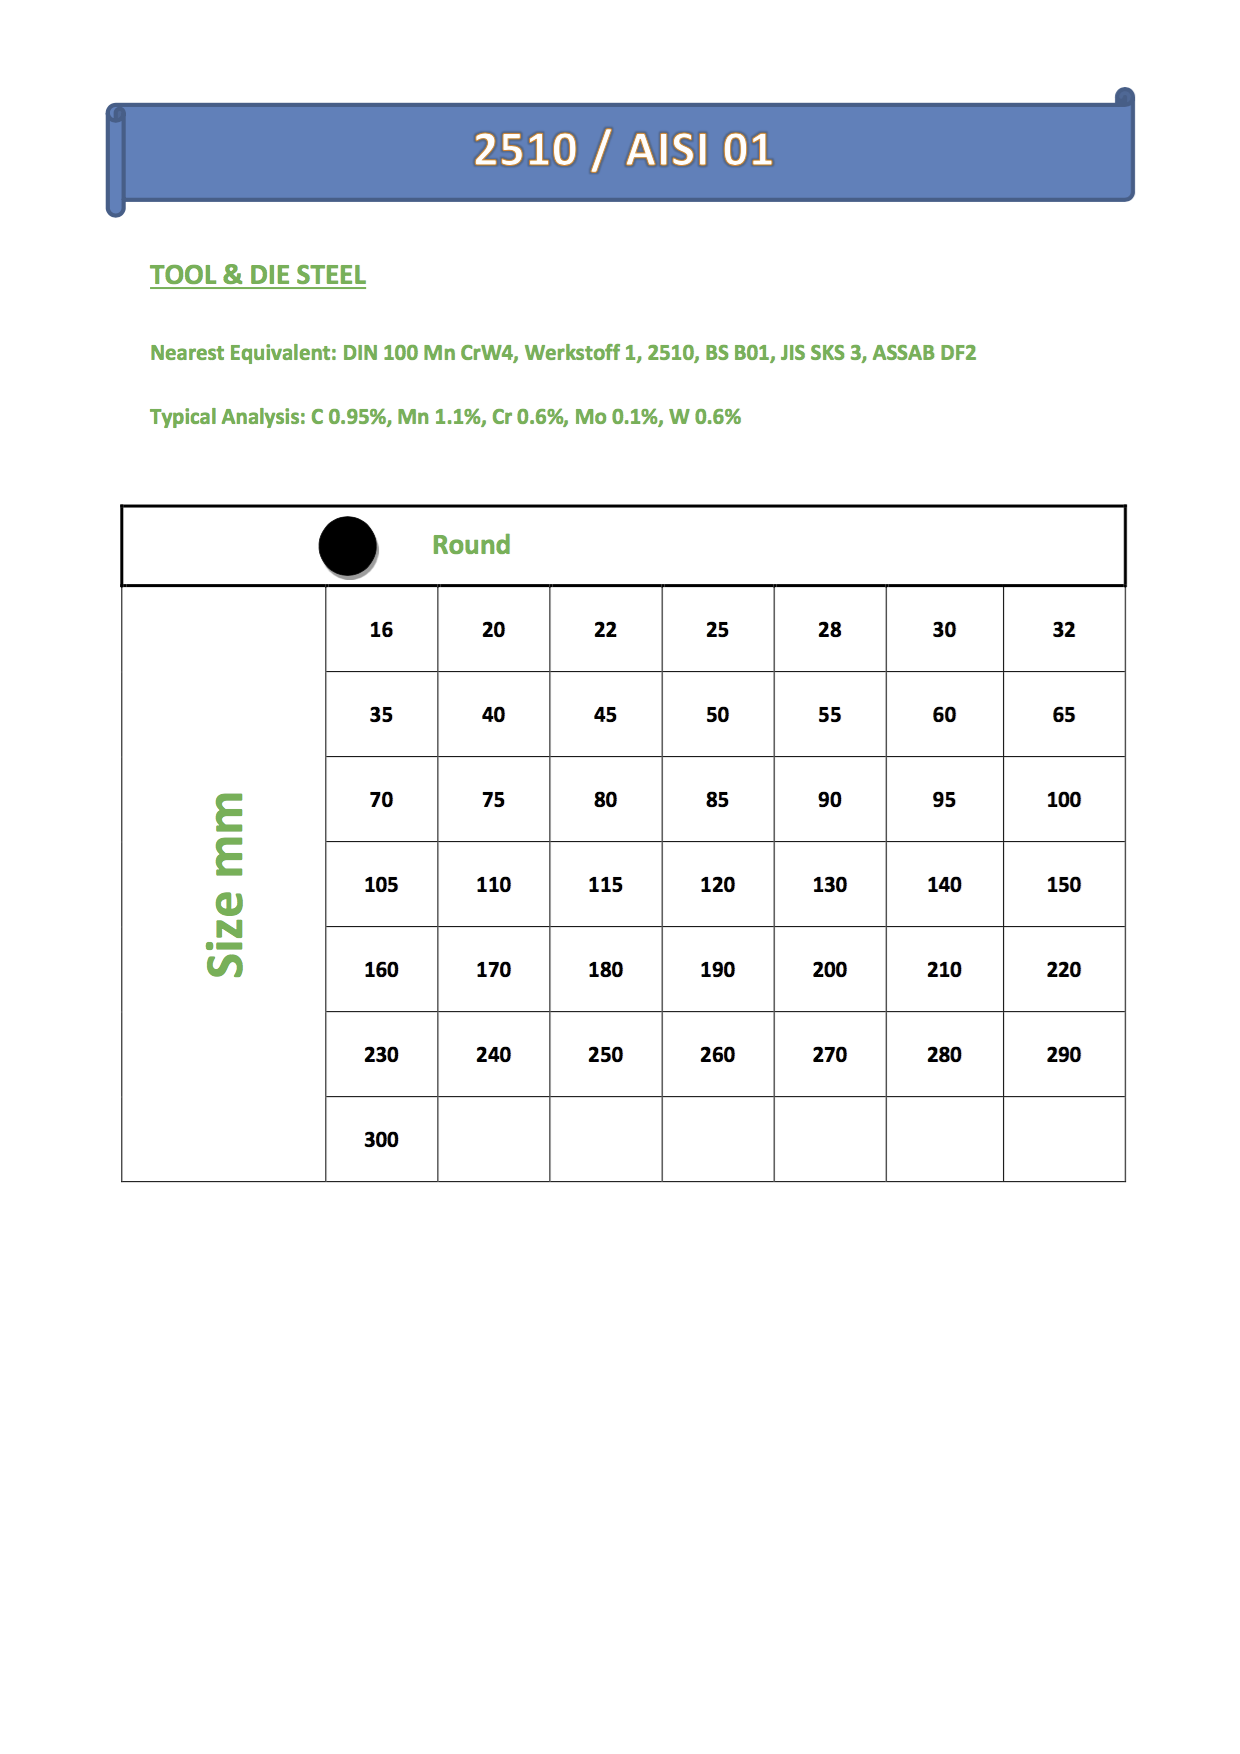 2510 / AISI 01
TOOL & DIE STEEL
Nearest Equivalent: DIN 100 Mn CrW4, Werkstoff 1, 2510, BS B01, JIS SKS 3, ASSAB DF2
Typical Analysis: C 0.95%, Mn 1.1%, Cr 0.6%, Mo 0.1%, W 0.6%
Round
Size mm
16 20 22 25 28 30 32
35 40 45 50 55 60 65
70 75 80 85 90 95 100
105 110 115 120 130 140 150
160 170 180 190 200 210 220
230 240 250 260 270 280 290
300